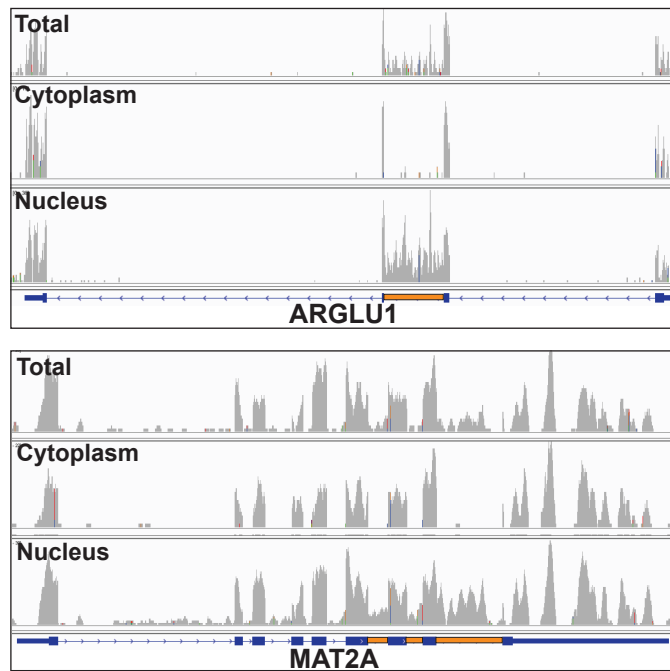 Total
Cytoplasm
Nucleus
ARGLU1
Total
Cytoplasm
Nucleus
MAT2A